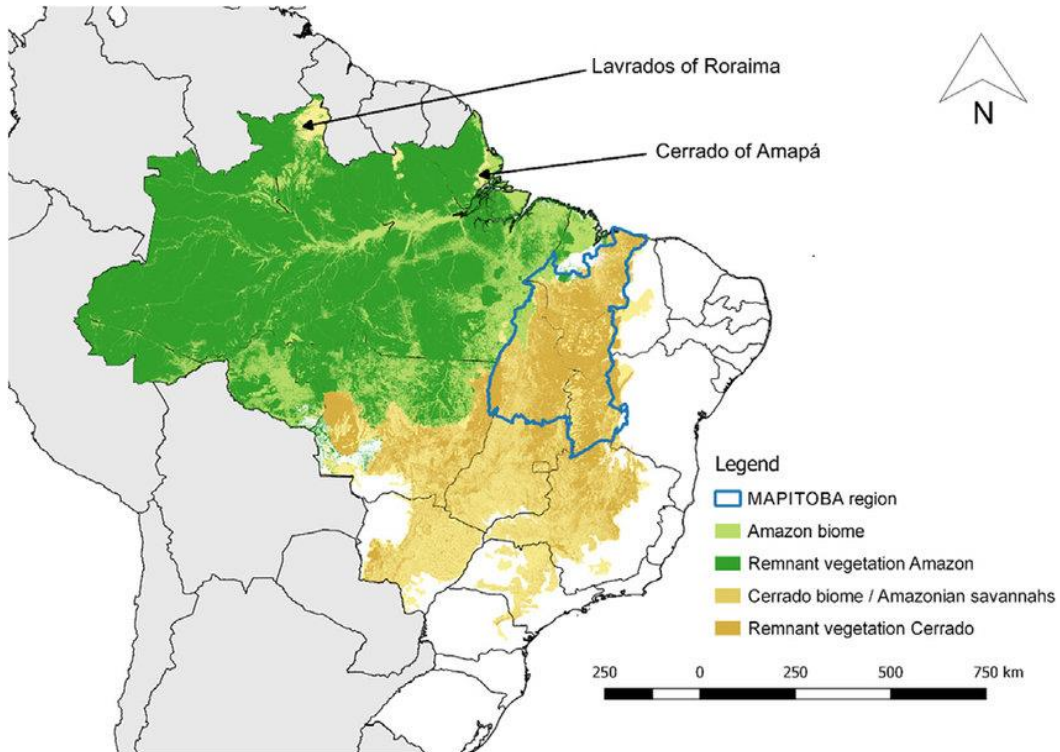 Lavrados of Roraima
N
Cerrado of Amapá
Legend
MAPITOBA region
Amazon biome
Remnant vegetation Amazon
Cerrado biome / Amazonian savannahs
Remnant vegetation Cerrado
250 0 250 500 750 km